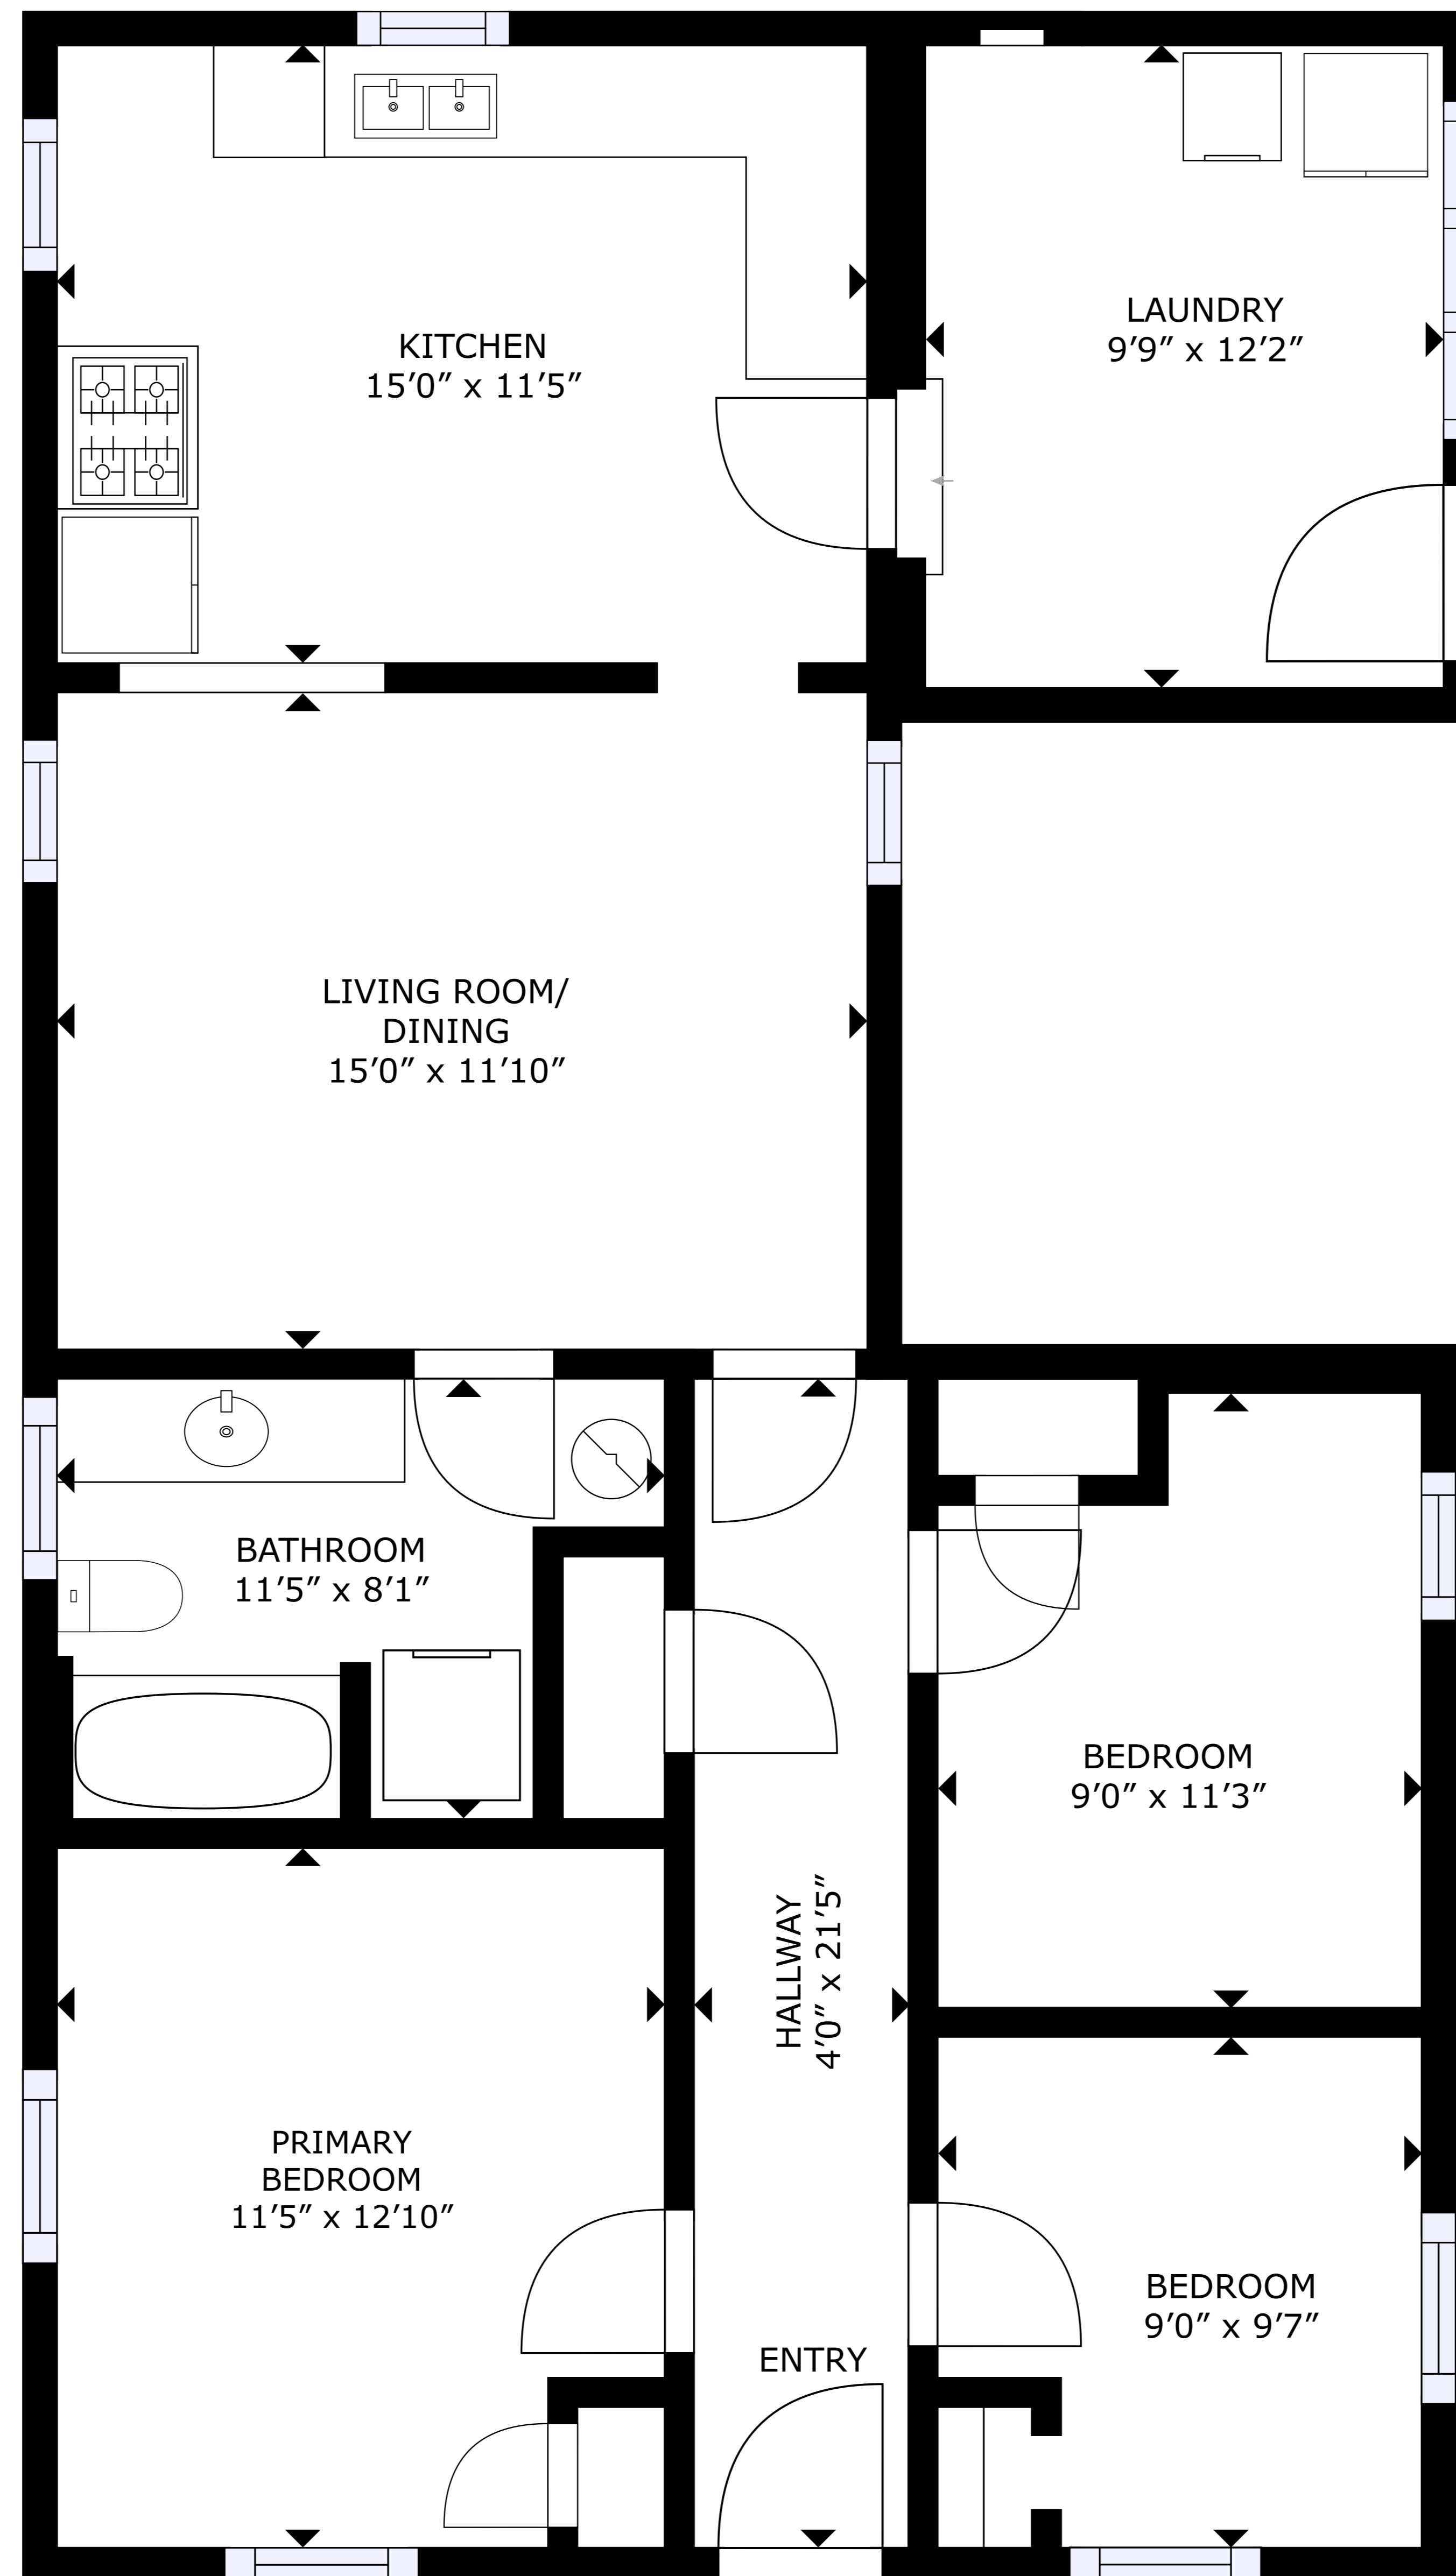 KITCHEN
15'0" x 11'5"
LAUNDRY
9'9" x 12'2"
LIVING ROOM/
DINING
15'0" x 11'10"
BATHROOM
11'5" x 8'1"
BEDROOM
9'0" x 11'3"
HALLWAY
4'0" x 21'5"
PRIMARY
BEDROOM
11'5" x 12'10"
BEDROOM
9'0" x 9'7"
ENTRY